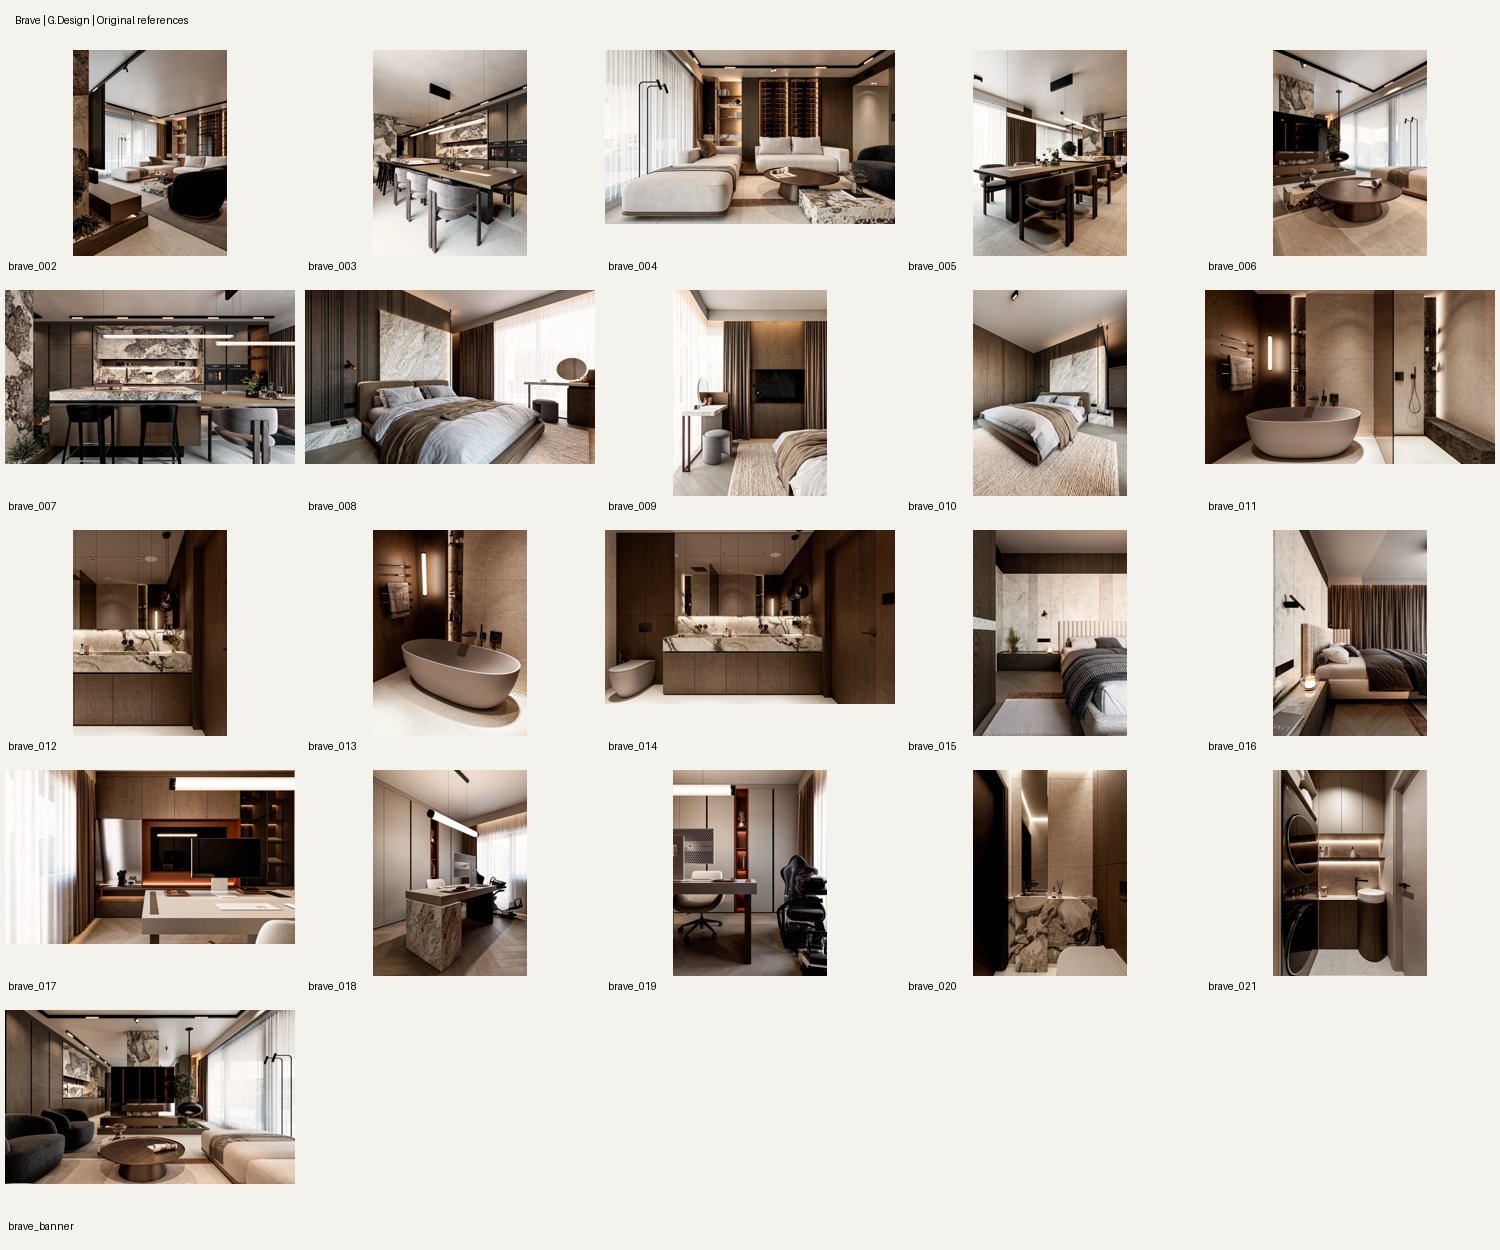 Brave | G.Design | Original references
brave_002
brave_003
brave_004
brave_005
brave_006
brave_007
brave_008
brave_009
brave_010
brave_011
brave_012
brave_013
brave_014
brave_015
brave_016
brave_017
brave_018
brave_019
brave_020
brave_021
brave_banner